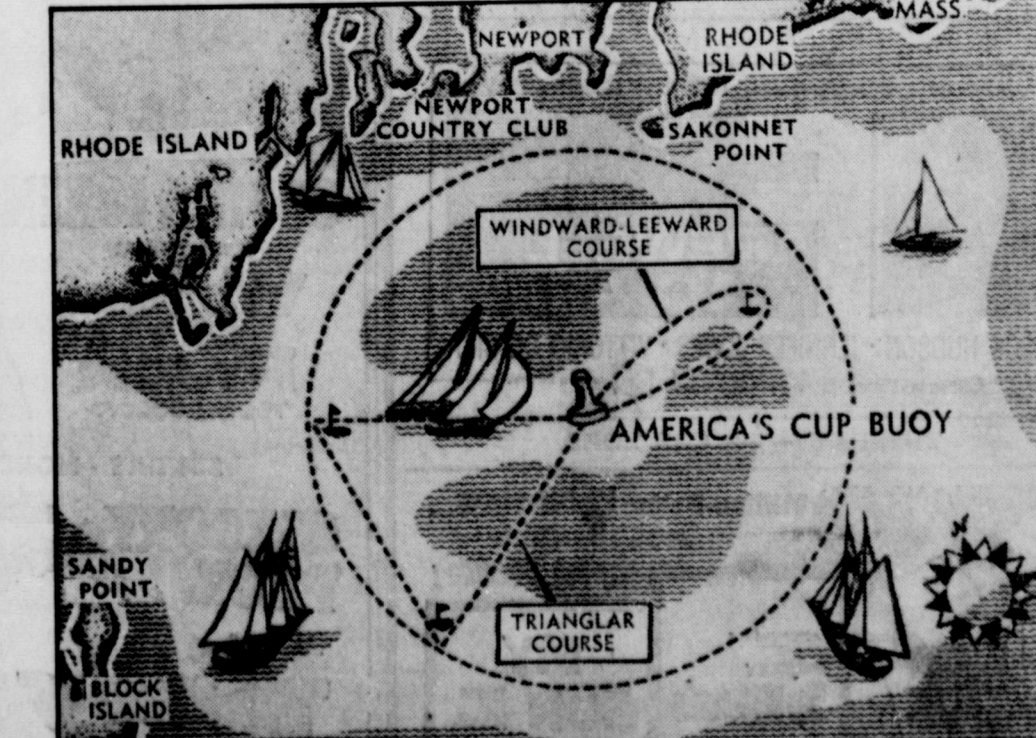 MASS
NEWPORT
RHODE
ISLAND
NEWPORT
COUNTRY CLUB
RHODE ISLAND
SAKONNET
POINT
WINDWARD-LEEWARD
COURSE
AMERICA'S CUP BUOY
SANDY
POINT
TRIANGLAR
COURSE
BLOCK
ISLAND
N